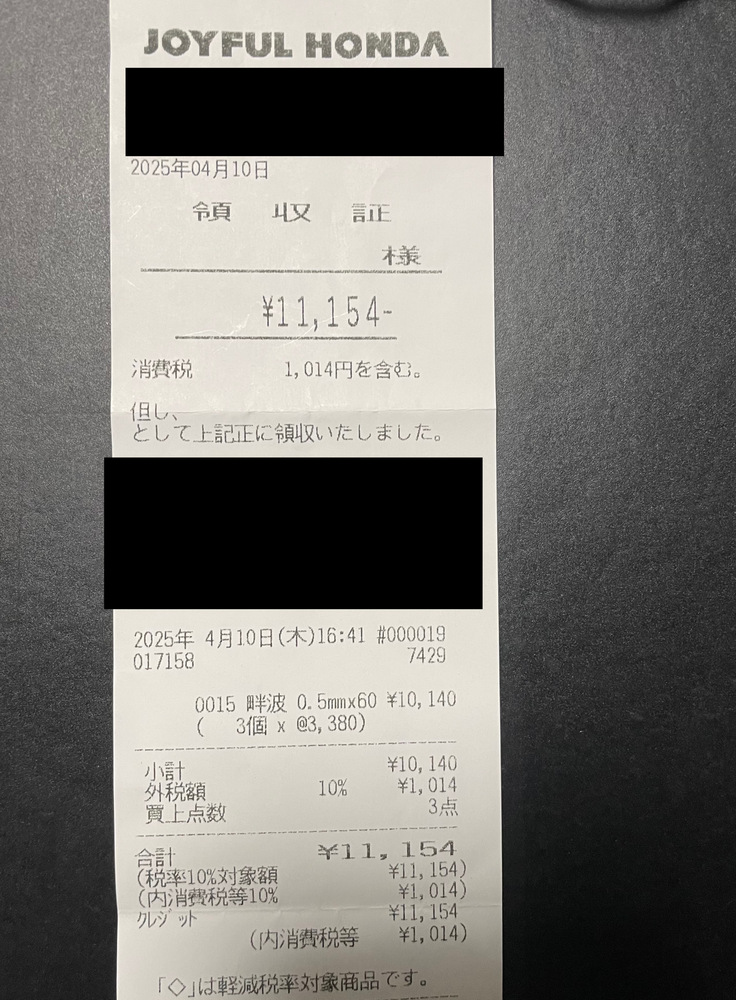 JOYFUL HONDA
2025年04月10日
領 収 証
様
¥11,154-
消費税 1,014円を含む。
但し、
として上記正に領収いたしました。
2025年 4月10日(木)16:41 #000019
017158 7429
0015 畔波 0.5mmx60 ¥10,140
( 3個 x @3,380)
小計 ¥10,140
外税額 10% ¥1,014
買上点数 3点
合計 ¥11,154
(税率10%対象額 ¥11,154)
(内消費税等10% ¥1,014)
クレジット ¥11,154
(内消費税等 ¥1,014)
「◇」は軽減税率対象商品です。